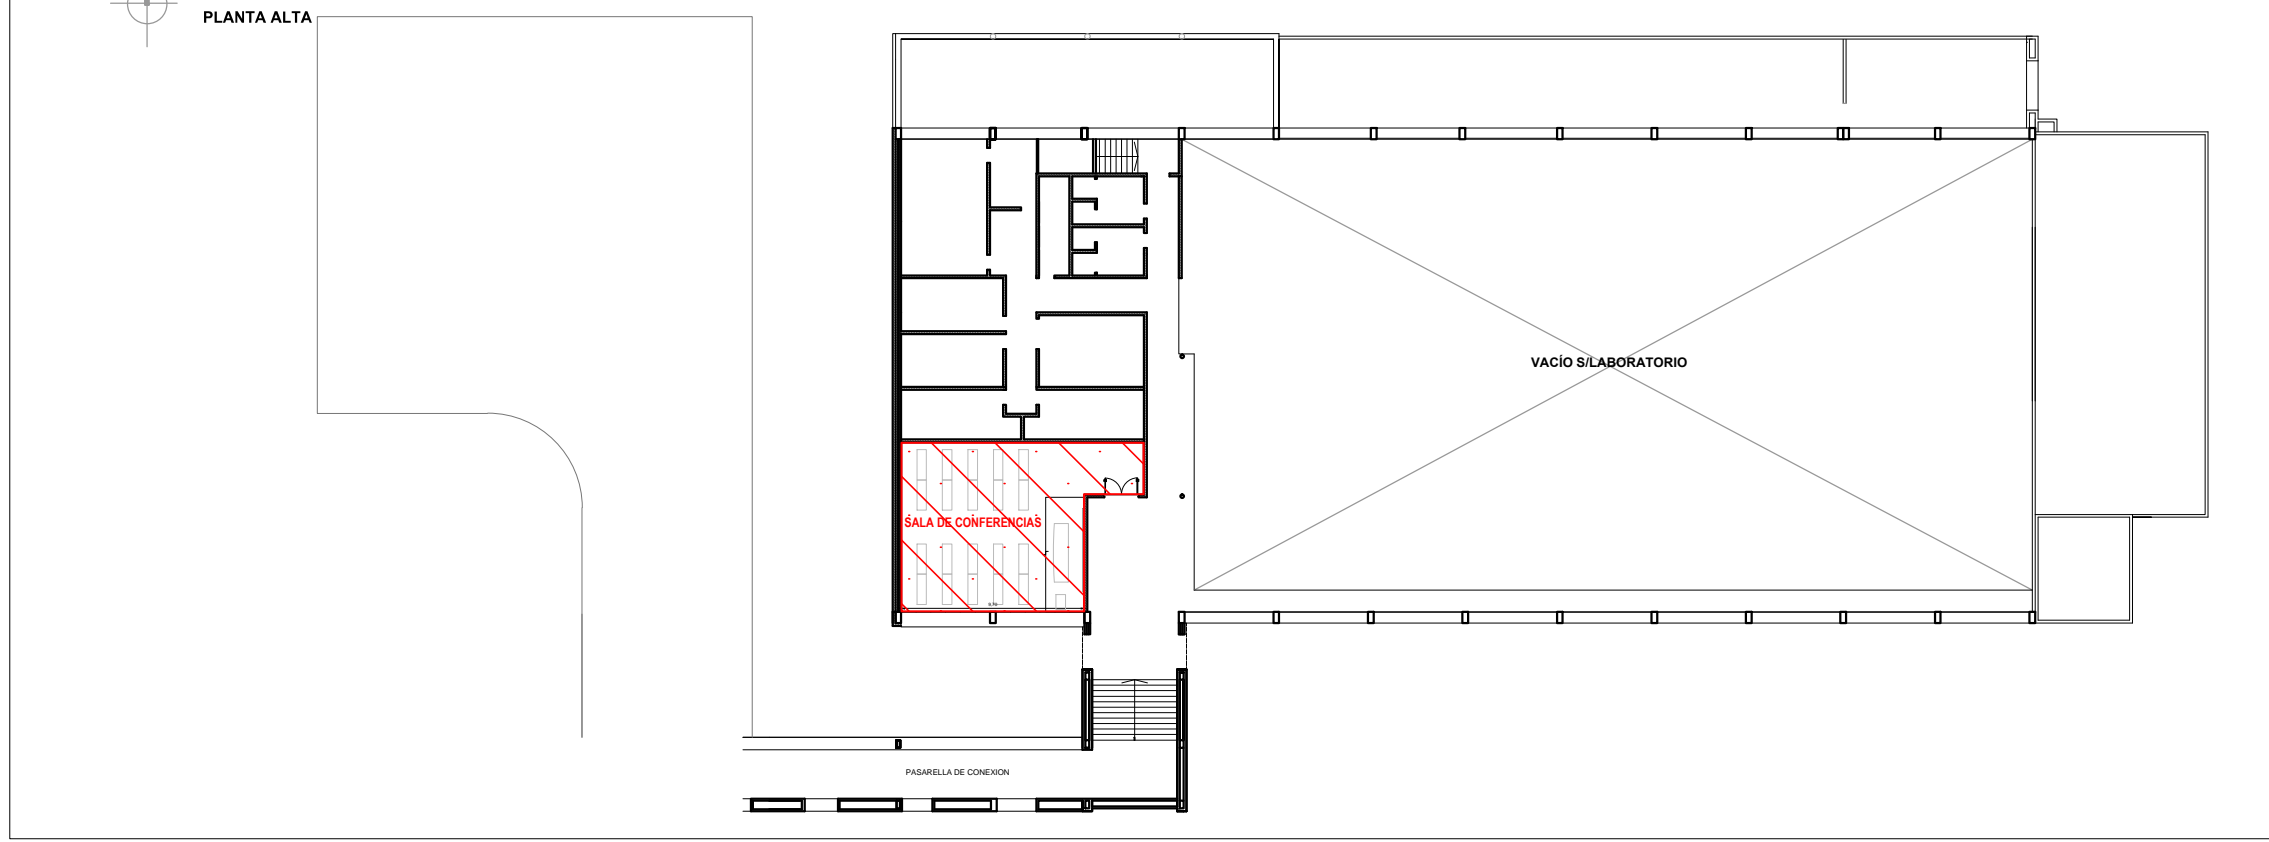 PLANTA ALTA
VACÍO S/LABORATORIO
SALA DE CONFERENCIAS
PASARELLA DE CONEXION